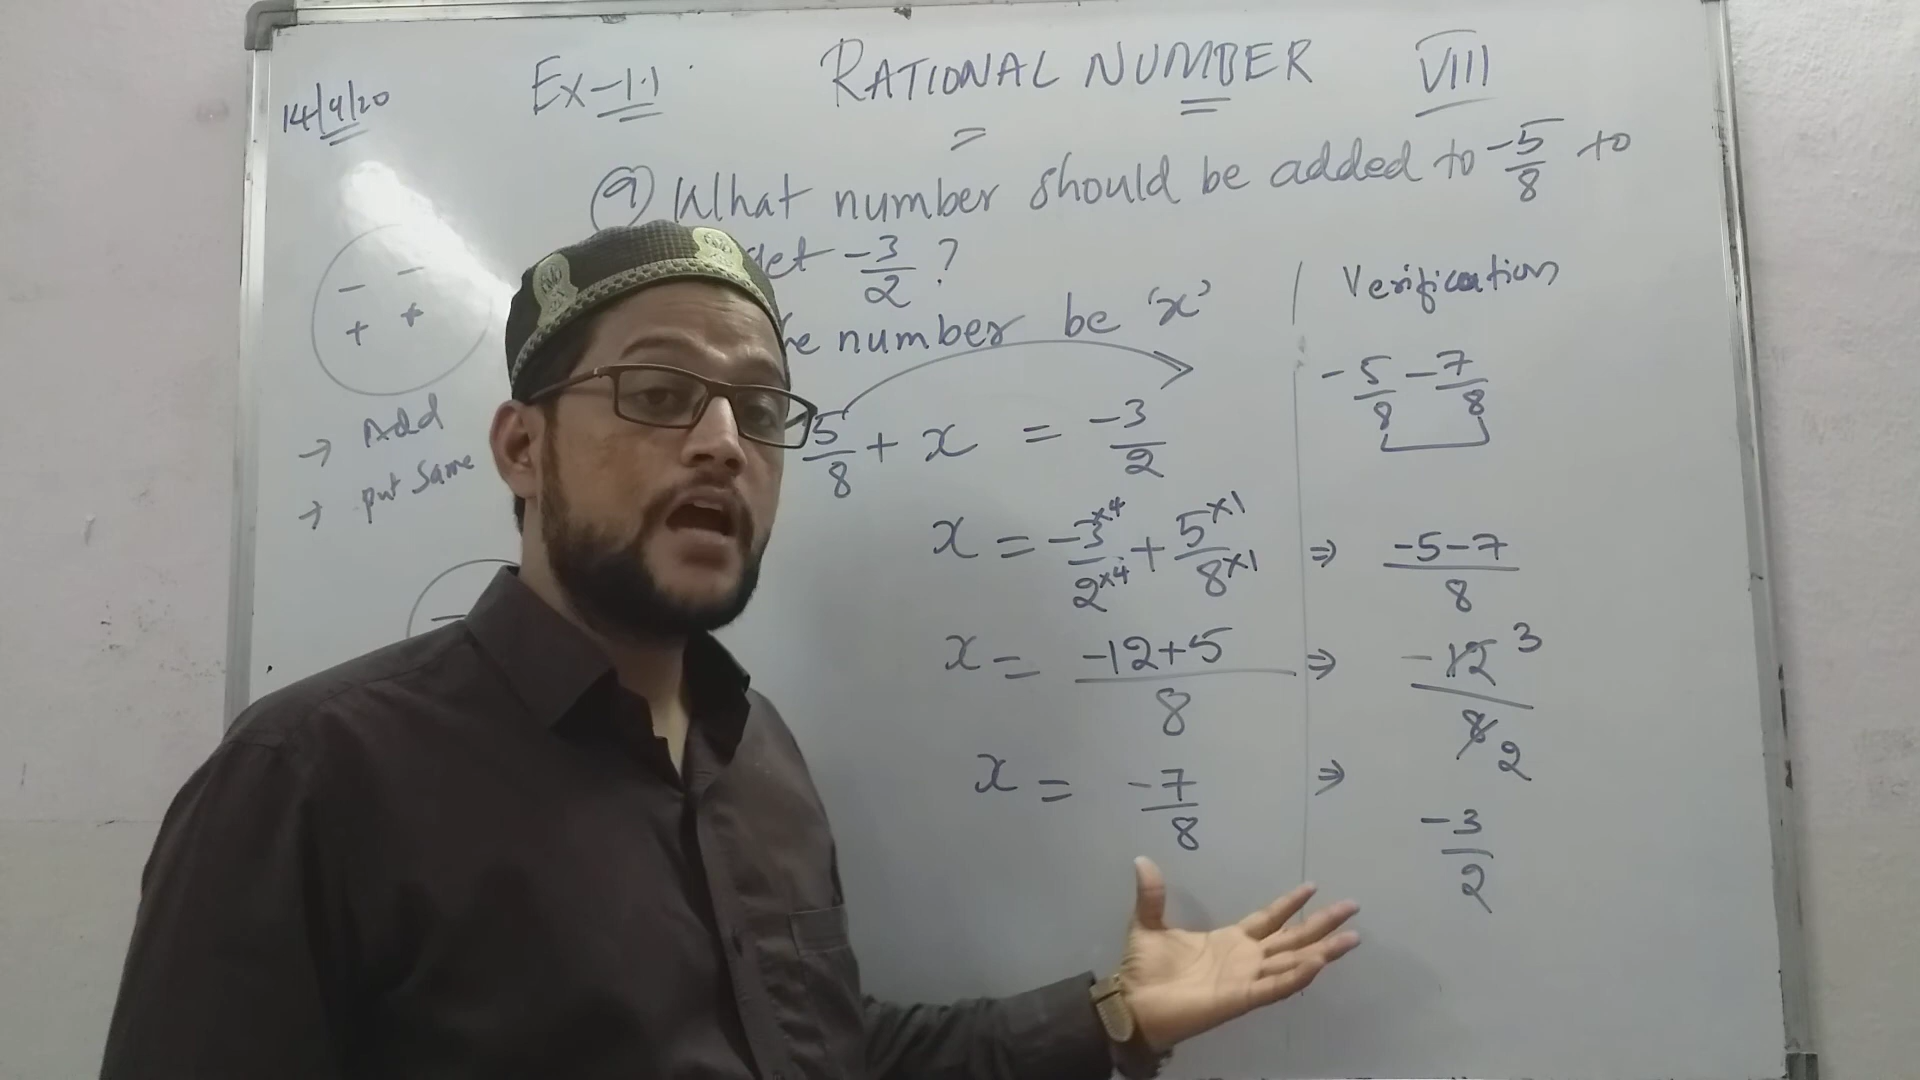 14/4/20
Ex-1.1
RATIONAL NUMBER
VIII
9) What number should be added to -5/8 to
get -3/2 ?
number be 'x'
5/8 + x = -3/2
x = -3×4/2×4 + 5×1/8×1
x = -12+5/8
x = -7/8
Verification
-5/8 - 7/8
⇒ -5-7/8
⇒ -12 3/8 2
⇒ -3/2
- -
+ +
→ Add
→ put same
-